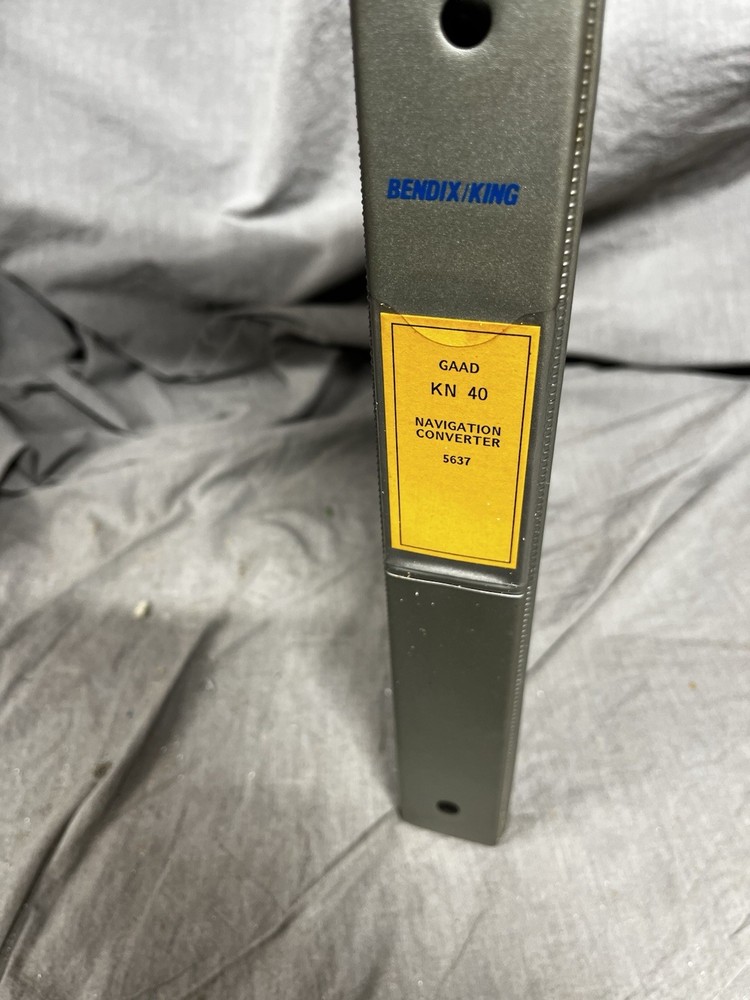 BENDIX/KING
GAAD
KN 40
NAVIGATION
CONVERTER
5637